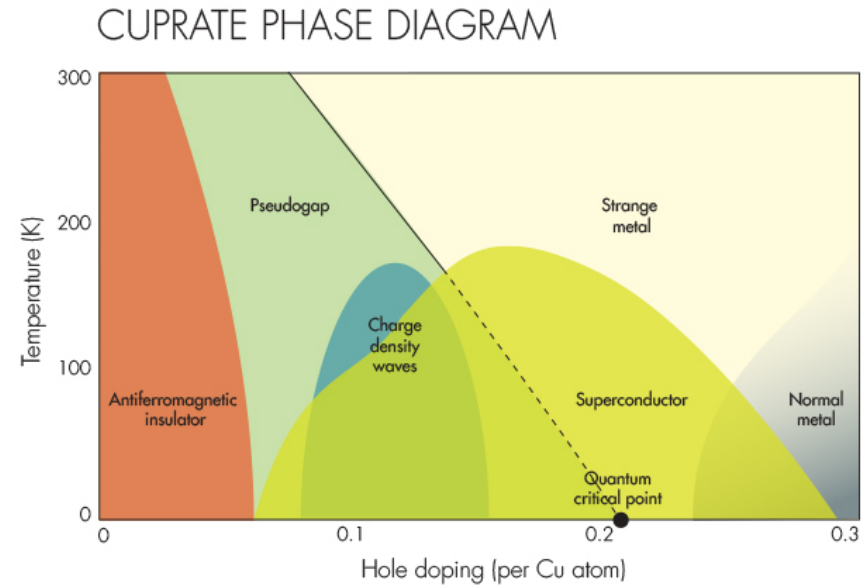 CUPRATE PHASE DIAGRAM
300
200
100
0
Temperature (K)
Pseudogap
Strange
metal
Charge
density
waves
Antiferromagnetic
insulator
Superconductor
Normal
metal
Quantum
critical point
0
0.1
0.2
0.3
Hole doping (per Cu atom)